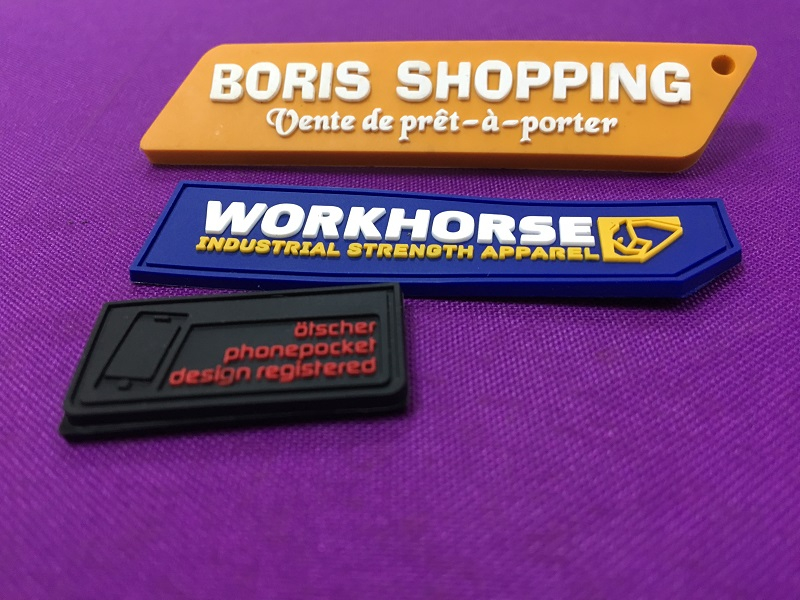 BORIS SHOPPING
Vente de prêt-à-porter
WORKHORSE
INDUSTRIAL STRENGTH APPAREL
ötscher
phonepocket
design registered